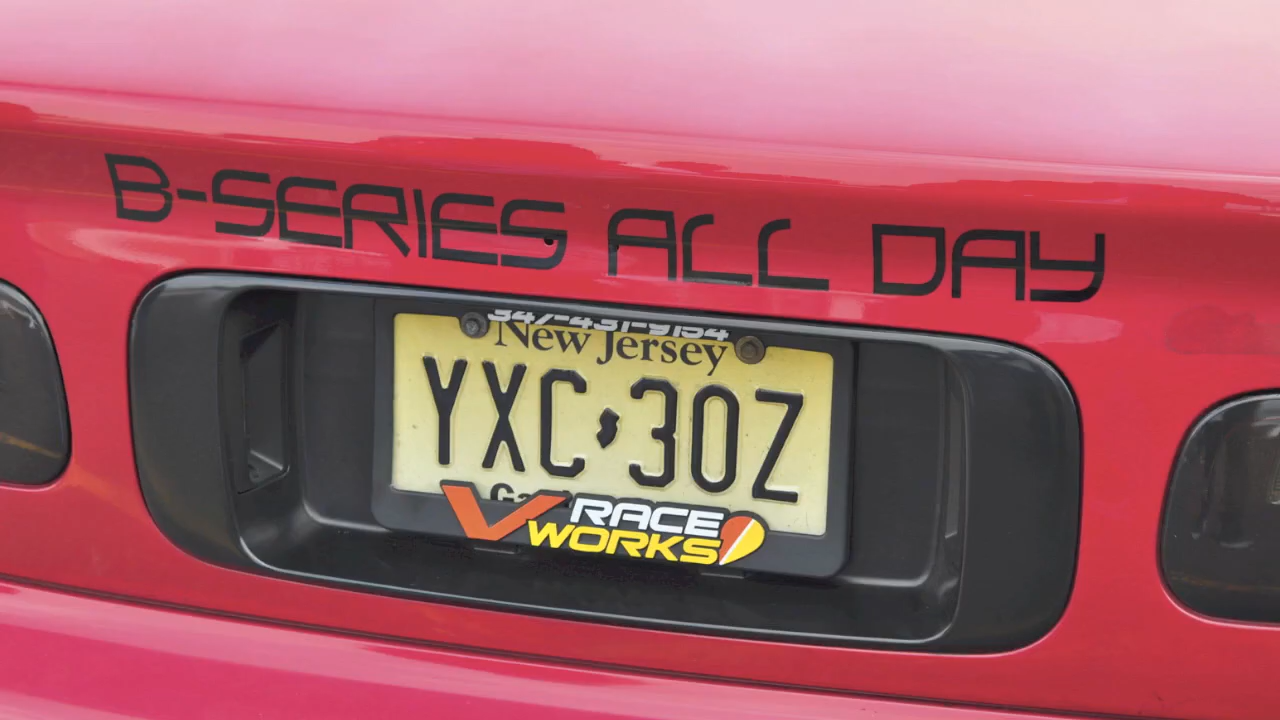 B-SERIES ALL DAY
347-431-9154
New Jersey
YXC 30Z
RACE
WORKS